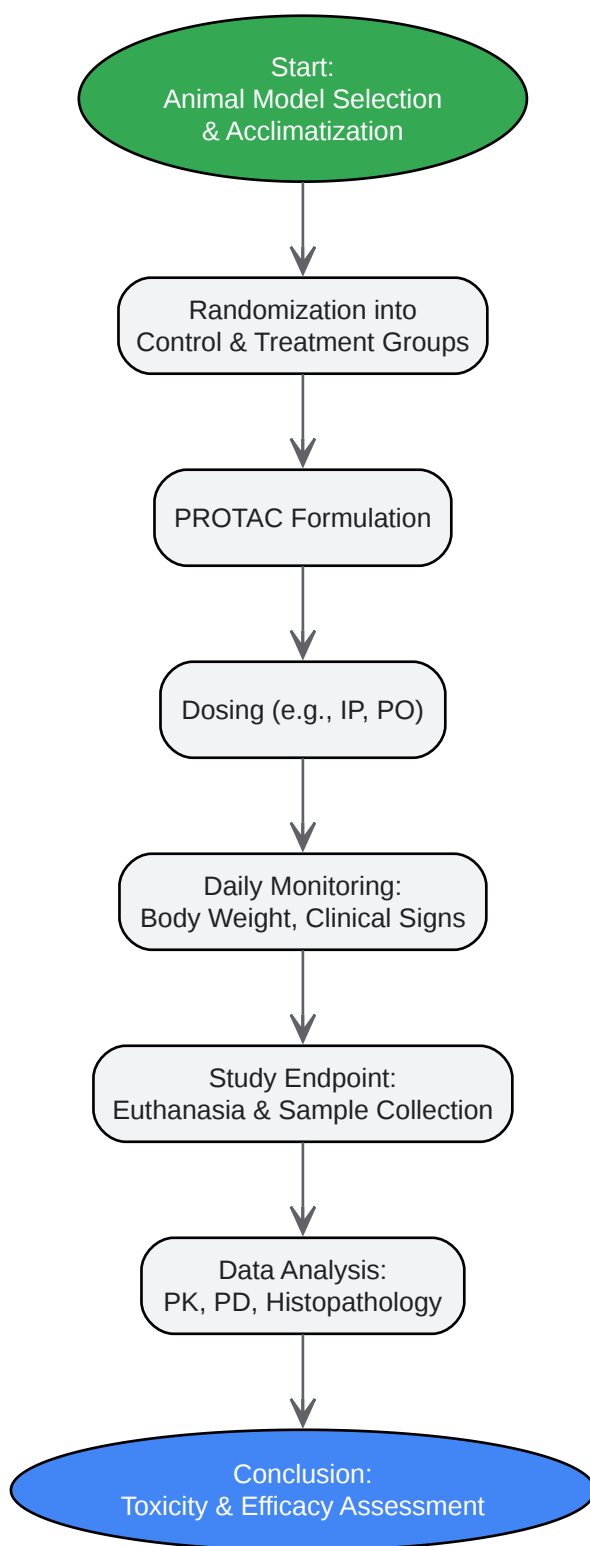 Start:
Animal Model Selection
& Acclimatization
Randomization into
Control & Treatment Groups
PROTAC Formulation
Dosing (e.g., IP, PO)
Daily Monitoring:
Body Weight, Clinical Signs
Study Endpoint:
Euthanasia & Sample Collection
Data Analysis:
PK, PD, Histopathology
Conclusion:
Toxicity & Efficacy Assessment